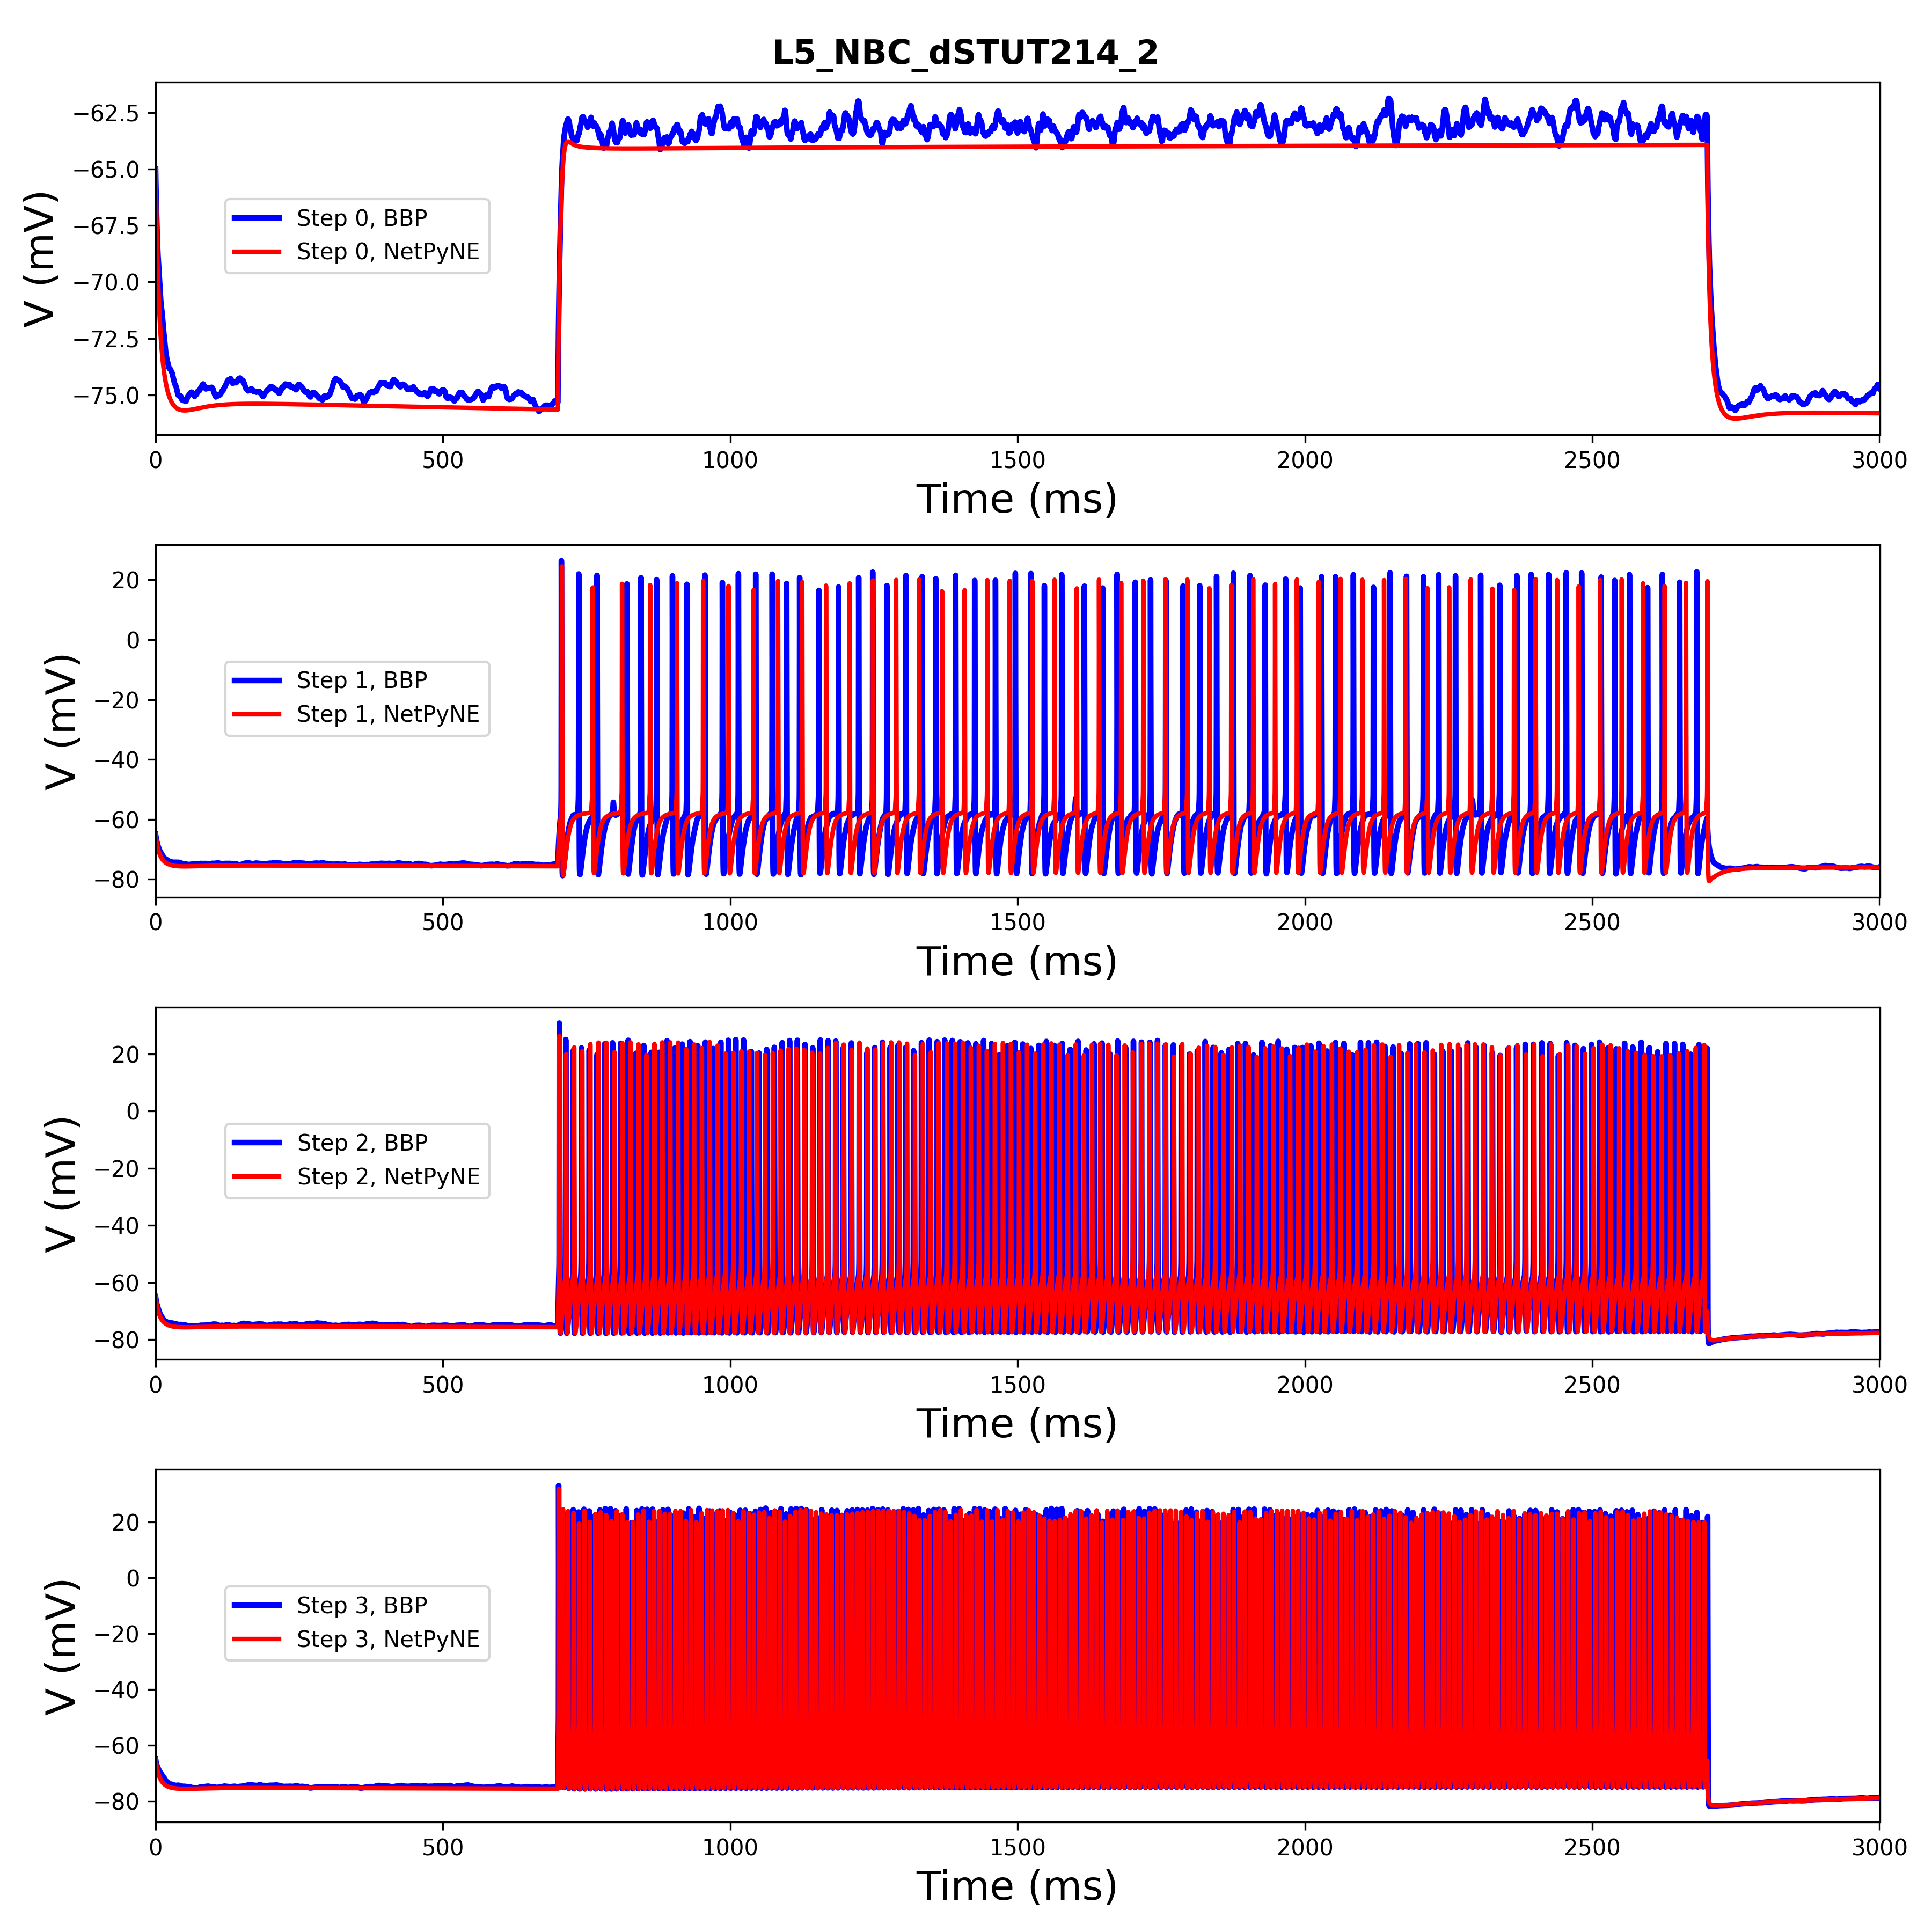 L5_NBC_dSTUT214_2
V (mV)
−62.5
−65.0
−67.5
−70.0
−72.5
−75.0
Step 0, BBP
Step 0, NetPyNE
0 500 1000 1500 2000 2500 3000
Time (ms)
V (mV)
20
0
−20
−40
−60
−80
Step 1, BBP
Step 1, NetPyNE
0 500 1000 1500 2000 2500 3000
Time (ms)
V (mV)
20
0
−20
−40
−60
−80
Step 2, BBP
Step 2, NetPyNE
0 500 1000 1500 2000 2500 3000
Time (ms)
V (mV)
20
0
−20
−40
−60
−80
Step 3, BBP
Step 3, NetPyNE
0 500 1000 1500 2000 2500 3000
Time (ms)